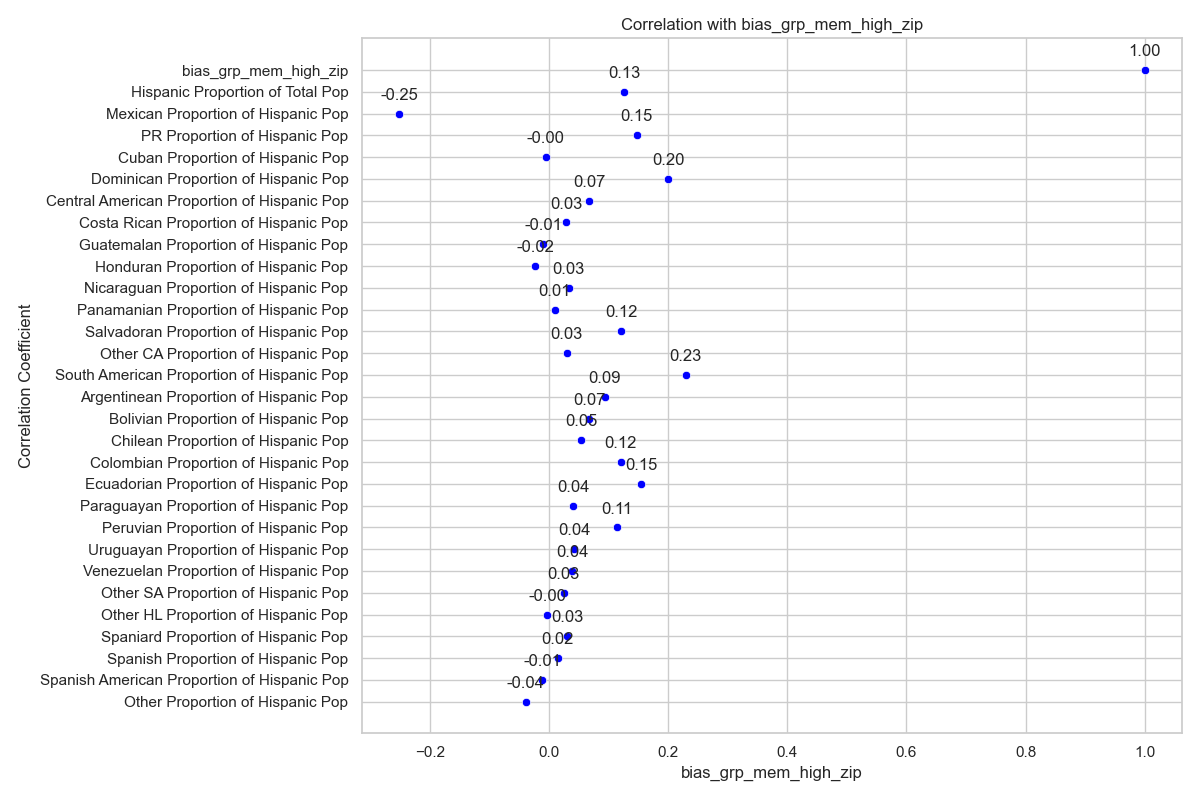 Correlation with bias_grp_mem_high_zip
1.00
bias_grp_mem_high_zip
0.13
Hispanic Proportion of Total Pop
-0.25
Mexican Proportion of Hispanic Pop
0.15
PR Proportion of Hispanic Pop
-0.00
Cuban Proportion of Hispanic Pop
0.20
Dominican Proportion of Hispanic Pop
0.07
Central American Proportion of Hispanic Pop
0.03
Costa Rican Proportion of Hispanic Pop
-0.01
Guatemalan Proportion of Hispanic Pop
-0.02
Honduran Proportion of Hispanic Pop
0.03
Nicaraguan Proportion of Hispanic Pop
0.01
Panamanian Proportion of Hispanic Pop
0.12
Salvadoran Proportion of Hispanic Pop
0.03
Other CA Proportion of Hispanic Pop
0.23
South American Proportion of Hispanic Pop
0.09
Argentinean Proportion of Hispanic Pop
0.07
Bolivian Proportion of Hispanic Pop
0.05
Chilean Proportion of Hispanic Pop
0.12
Colombian Proportion of Hispanic Pop
0.15
Ecuadorian Proportion of Hispanic Pop
0.04
Paraguayan Proportion of Hispanic Pop
0.11
Peruvian Proportion of Hispanic Pop
0.04
Uruguayan Proportion of Hispanic Pop
0.04
Venezuelan Proportion of Hispanic Pop
0.03
Other SA Proportion of Hispanic Pop
-0.00
Other HL Proportion of Hispanic Pop
0.03
Spaniard Proportion of Hispanic Pop
0.02
Spanish Proportion of Hispanic Pop
-0.01
Spanish American Proportion of Hispanic Pop
-0.04
Other Proportion of Hispanic Pop
Correlation Coefficient
−0.2 0.0 0.2 0.4 0.6 0.8 1.0
bias_grp_mem_high_zip